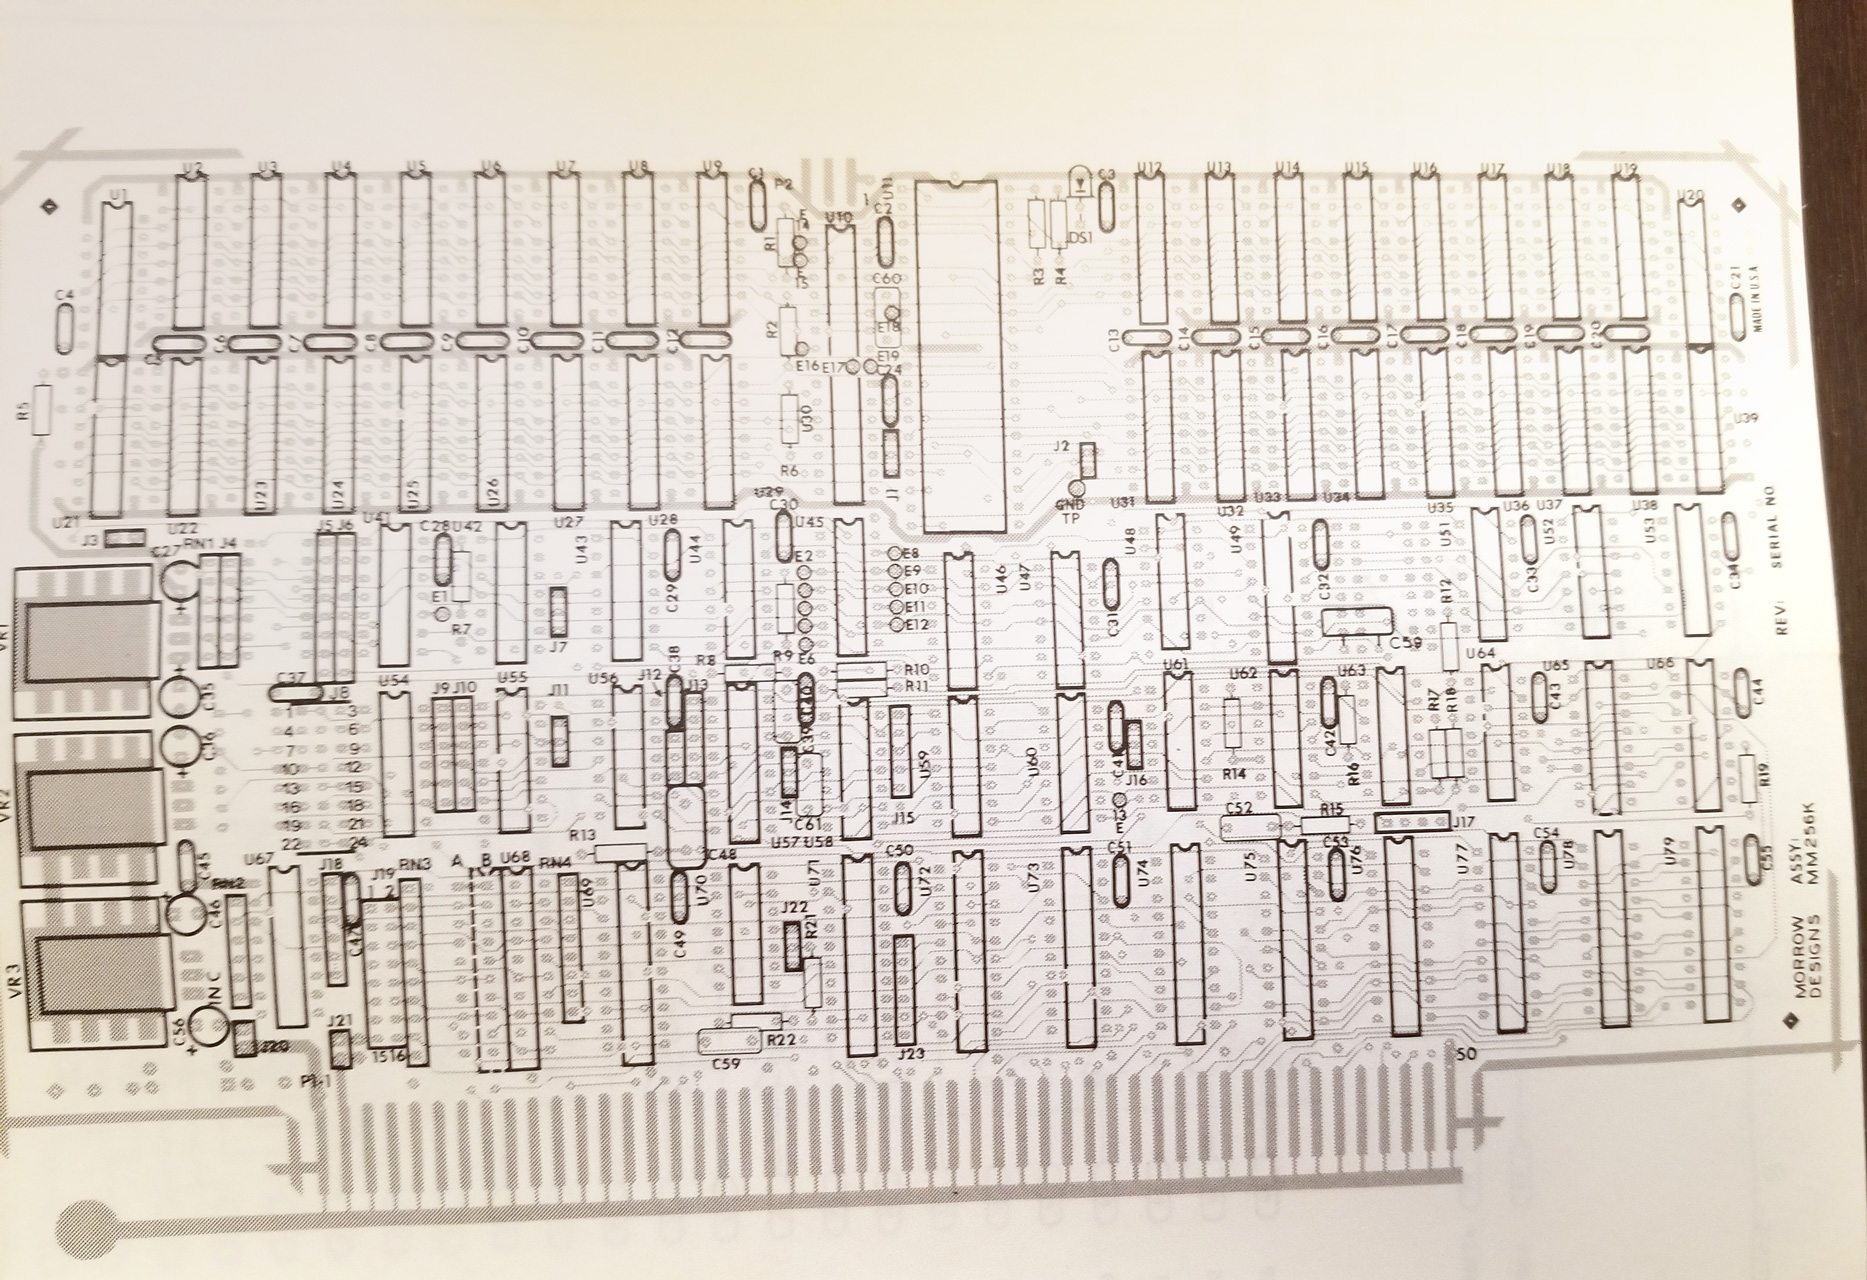 U1 U2 U3 U4 U5 U6 U7 U8 U9 C1 P2 1 U11 C3 U12 U13 U14 U15 U16 U17 U18 U19 U20
C2
R1 U10
DS1
C60
R3 R4
C4 C21
MADE IN U.S.A
E18
R2
C6 C7 C8 C9 C10 C11 C12 C13 C14 C15 C16 C17 C18 C19 C20
E19
E16 E17 C24
R5 U30 U39
J2
R6
U23 U24 U25 U26 J1
U29
GND
TP
U31 U32 U33 U34 U35 U36 U37 U38
SERIAL NO
U21 U22 J5 J6 U41 C28 U42 U27 U43 U28 U44 C30 U45 U48 U49 U51 U52 U53
J3 C27 RN1 J4
E2 E8
E9
E10
E11
E12
U46 U47
C29 C31 C32 C33 C34
E1 R12
R7 REV:
VR1 J7 C58
C38 R8 R9 E6 R10
R11
C37 J8 U54 J9 J10 U55 J11 U56 J12 J13 U61 U62 U63 U64 U65 U66
C35 C43 C44
1 3
4 6
7 9
10 12
13 15
16 18
19 21
22 24
C39 U59 U60 C42 R17 R18
J16 R14 R16 R19
VR2 J14
C61 J15 13
E
C52 R15 J17
R13 U57 U58
ASSY:
MM256K
C45 U67 J18 J19 RN3 A B U68 RN4 U69 C48 U70 U71 C50 U72 U73 C51 U74 U75 C53 U76 U77 C54 U78 U79 C55
1 2
RN2
C46 C47 J22
R21
C49
VR3 MORROW
DESIGNS
INC
C56
J20 J21 1516 R22
C59 J23
P1-1 50